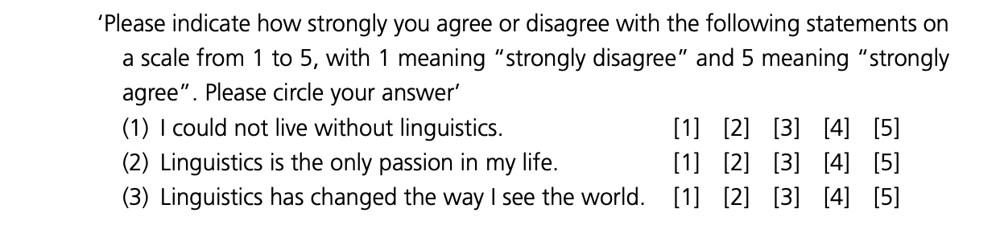 ‘Please indicate how strongly you agree or disagree with the following statements on
a scale from 1 to 5, with 1 meaning “strongly disagree” and 5 meaning “strongly
agree”. Please circle your answer’
(1) I could not live without linguistics. [1] [2] [3] [4] [5]
(2) Linguistics is the only passion in my life. [1] [2] [3] [4] [5]
(3) Linguistics has changed the way I see the world. [1] [2] [3] [4] [5]